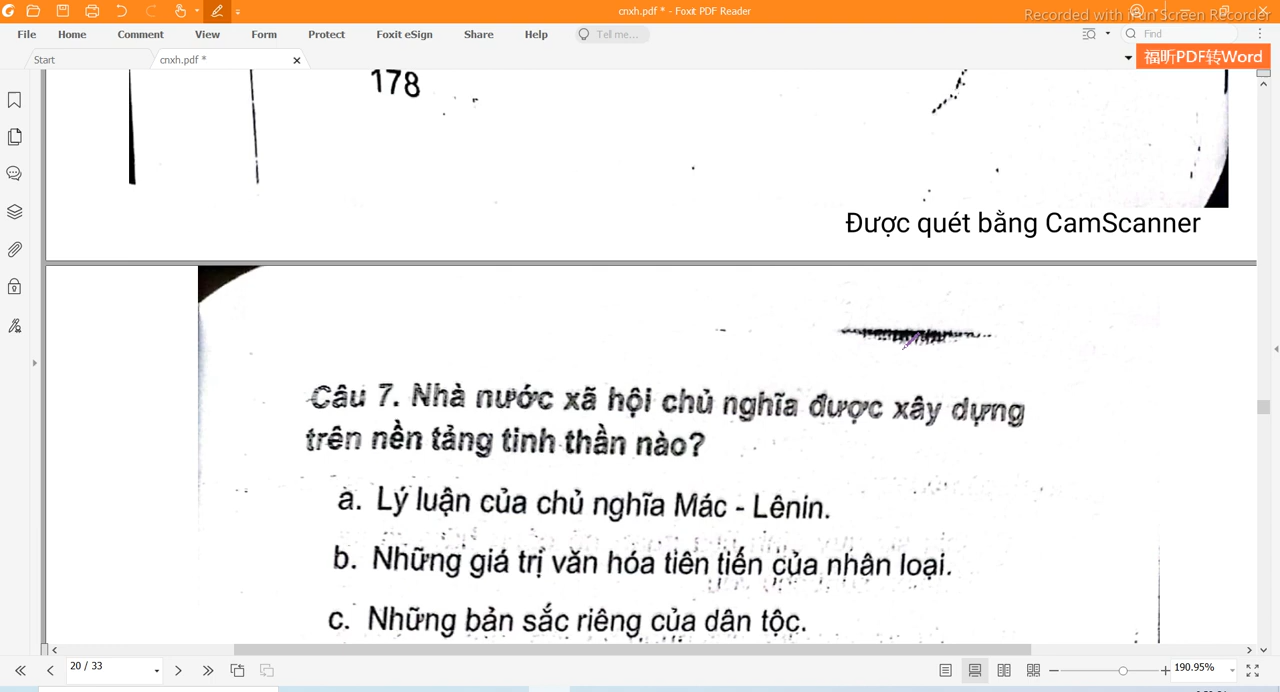 cnxh.pdf * - Foxit PDF Reader
Recorded with iFun Screen Recorder
File Home Comment View Form Protect Foxit eSign Share Help Tell me... Find
Start cnxh.pdf * 福昕PDF转Word
178
Được quét bằng CamScanner
Câu 7. Nhà nước xã hội chủ nghĩa được xây dựng
trên nền tảng tinh thần nào?
a. Lý luận của chủ nghĩa Mác - Lênin.
b. Những giá trị văn hóa tiên tiến của nhân loại.
c. Những bản sắc riêng của dân tộc.
20 / 33 190.95%